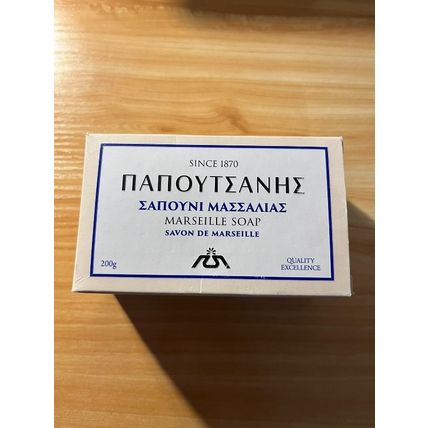 SINCE 1870
ΠΑΠΟΥΤΣΑΝΗΣ
ΣΑΠΟΥΝΙ ΜΑΣΣΑΛΙΑΣ
MARSEILLE SOAP
SAVON DE MARSEILLE
200g
QUALITY
EXCELLENCE